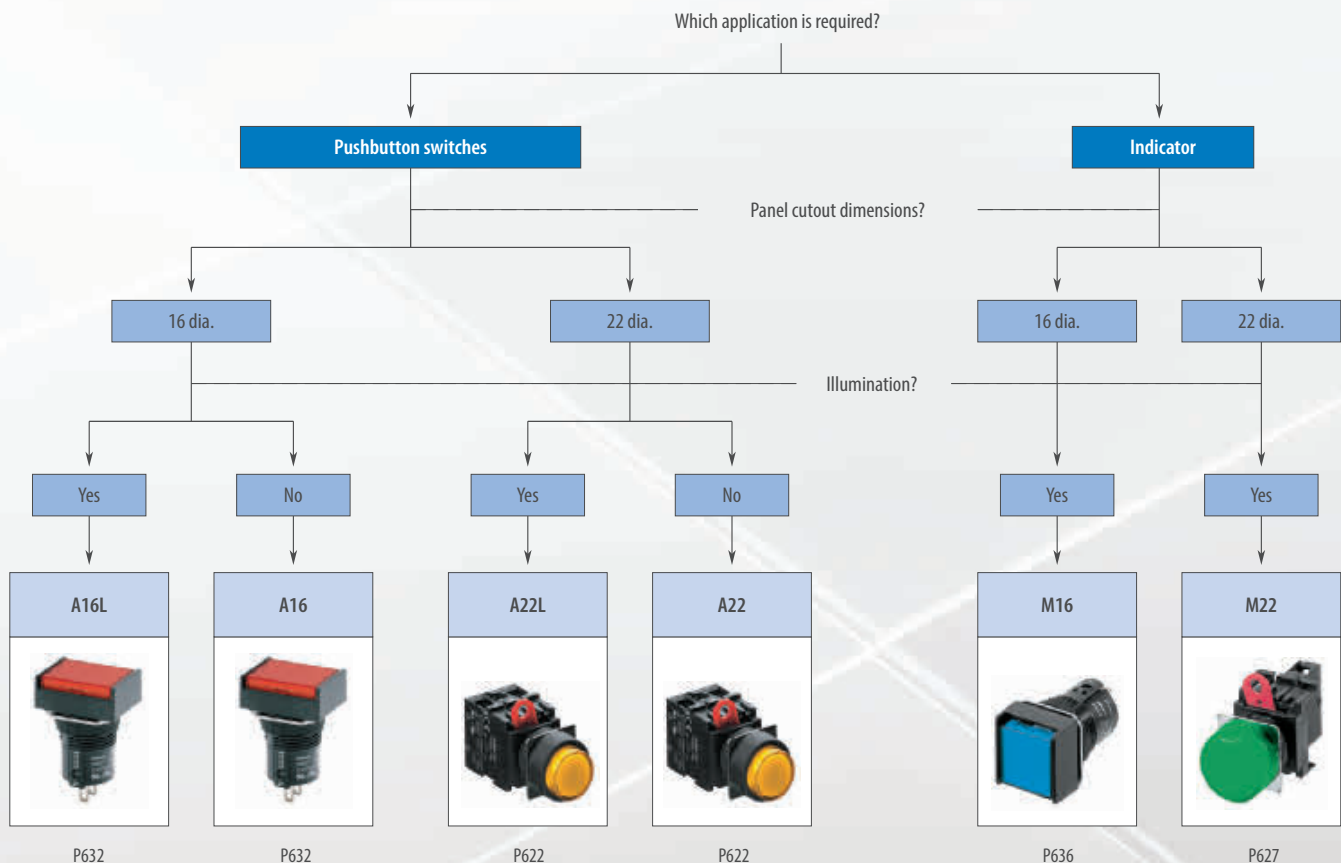 Which application is required?
Pushbutton switches
Indicator
Panel cutout dimensions?
16 dia.
22 dia.
16 dia.
22 dia.
Illumination?
Yes
No
Yes
No
Yes
Yes
A16L
A16
A22L
A22
M16
M22
P632
P632
P622
P622
P636
P627